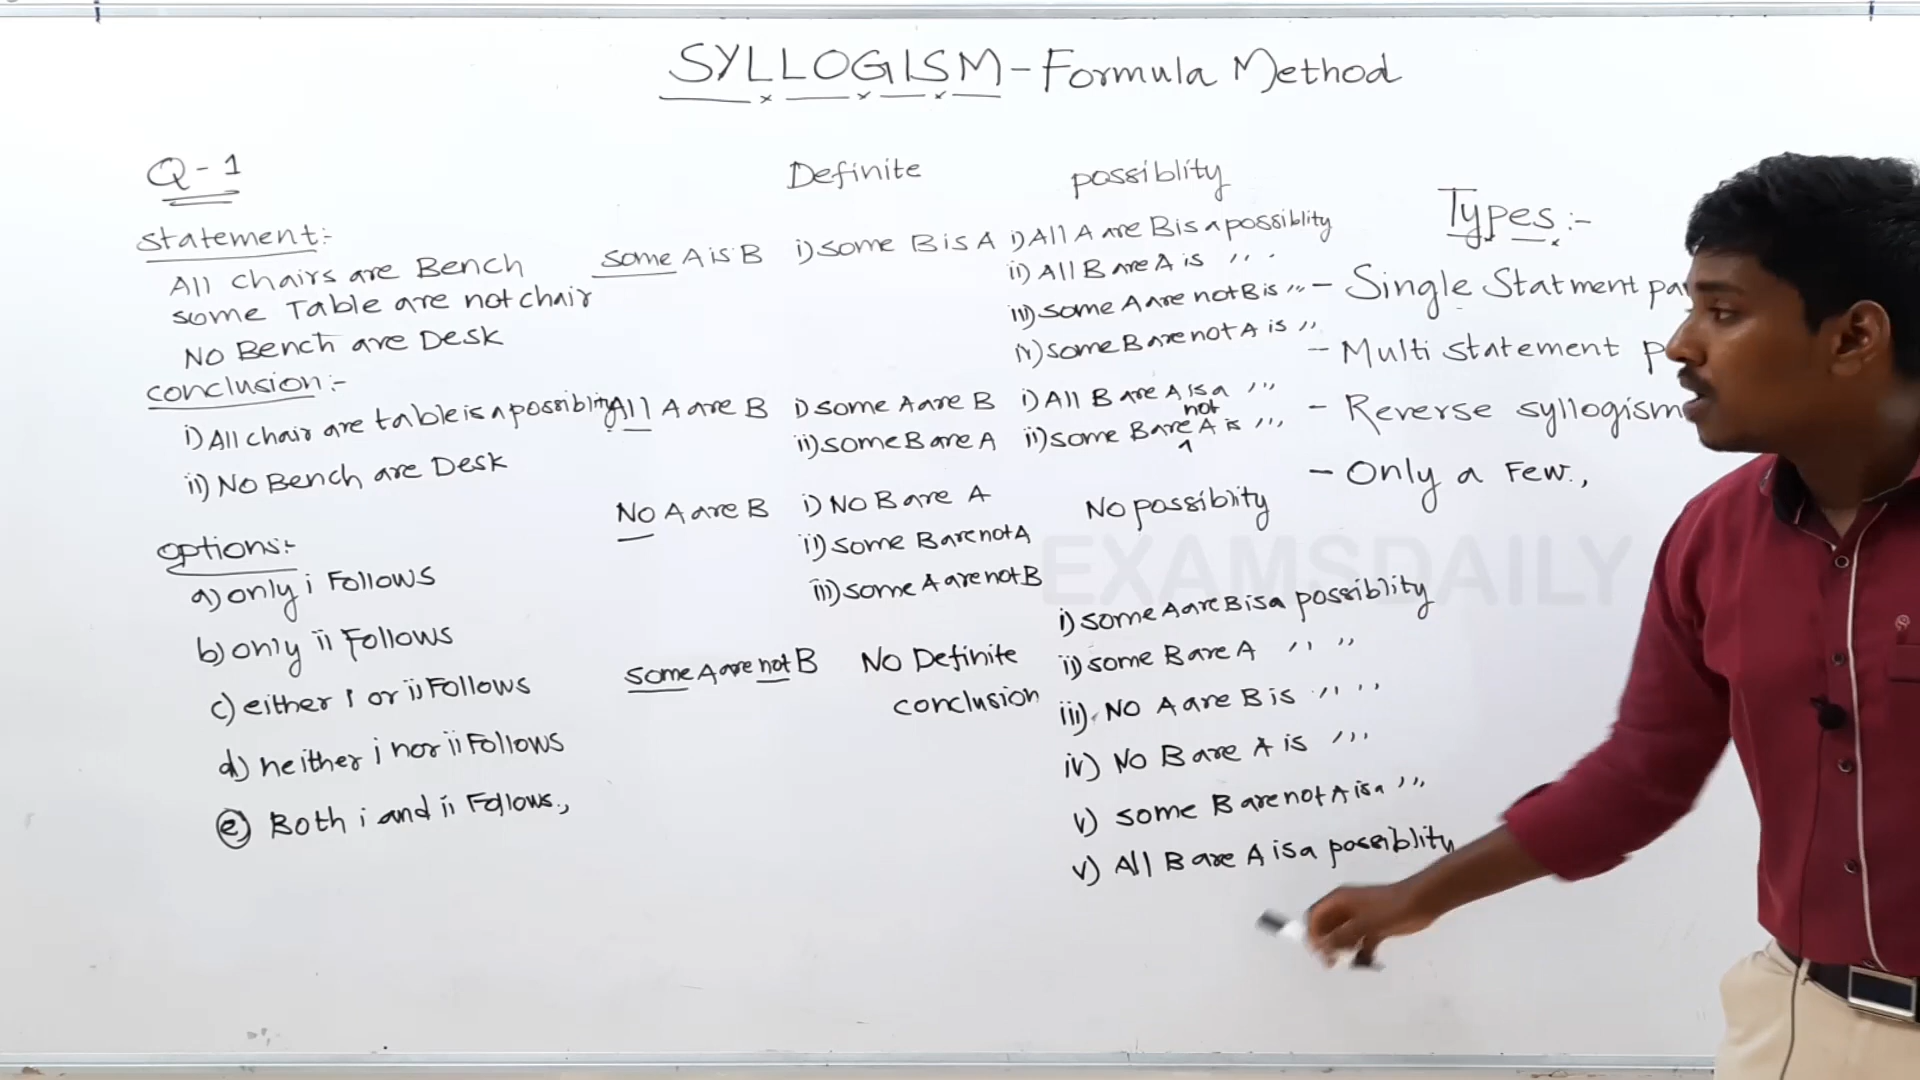 SYLLOGISM - Formula Method
Q - 1
Statement:-
All chairs are Bench
some Table are not chair
No Bench are Desk
conclusion:-
i) All chair are table is a possiblity
ii) No Bench are Desk
options:-
a) only i Follows
b) only ii Follows
c) either i or ii Follows
d) neither i nor ii Follows
e) Both i and ii Follows.,
Definite
possiblity
some A is B
i) some B is A
i) All A are B is a possiblity
ii) All B are A is ,, .
iii) some A are not B is ,,,
iv) some B are not A is ,,
All A are B
i) some A are B
ii) some B are A
i) All B are A is a ,,,
ii) some B are not A is ,,,
No A are B
i) NO B are A
ii) some B are not A
iii) some A are not B
No possiblity
some A are not B
No Definite
conclusion
i) some A are B is a possiblity
ii) some B are A ,, ,,
iii) NO A are B is ,, ,,
iv) NO B are A is ,,,
v) some B are not A is a ,,,
v) All B are A is a possiblity
Types:-
- Single Statment
- Multi statement
- Reverse syllogism
- Only a Few.,
EXAMSDAILY